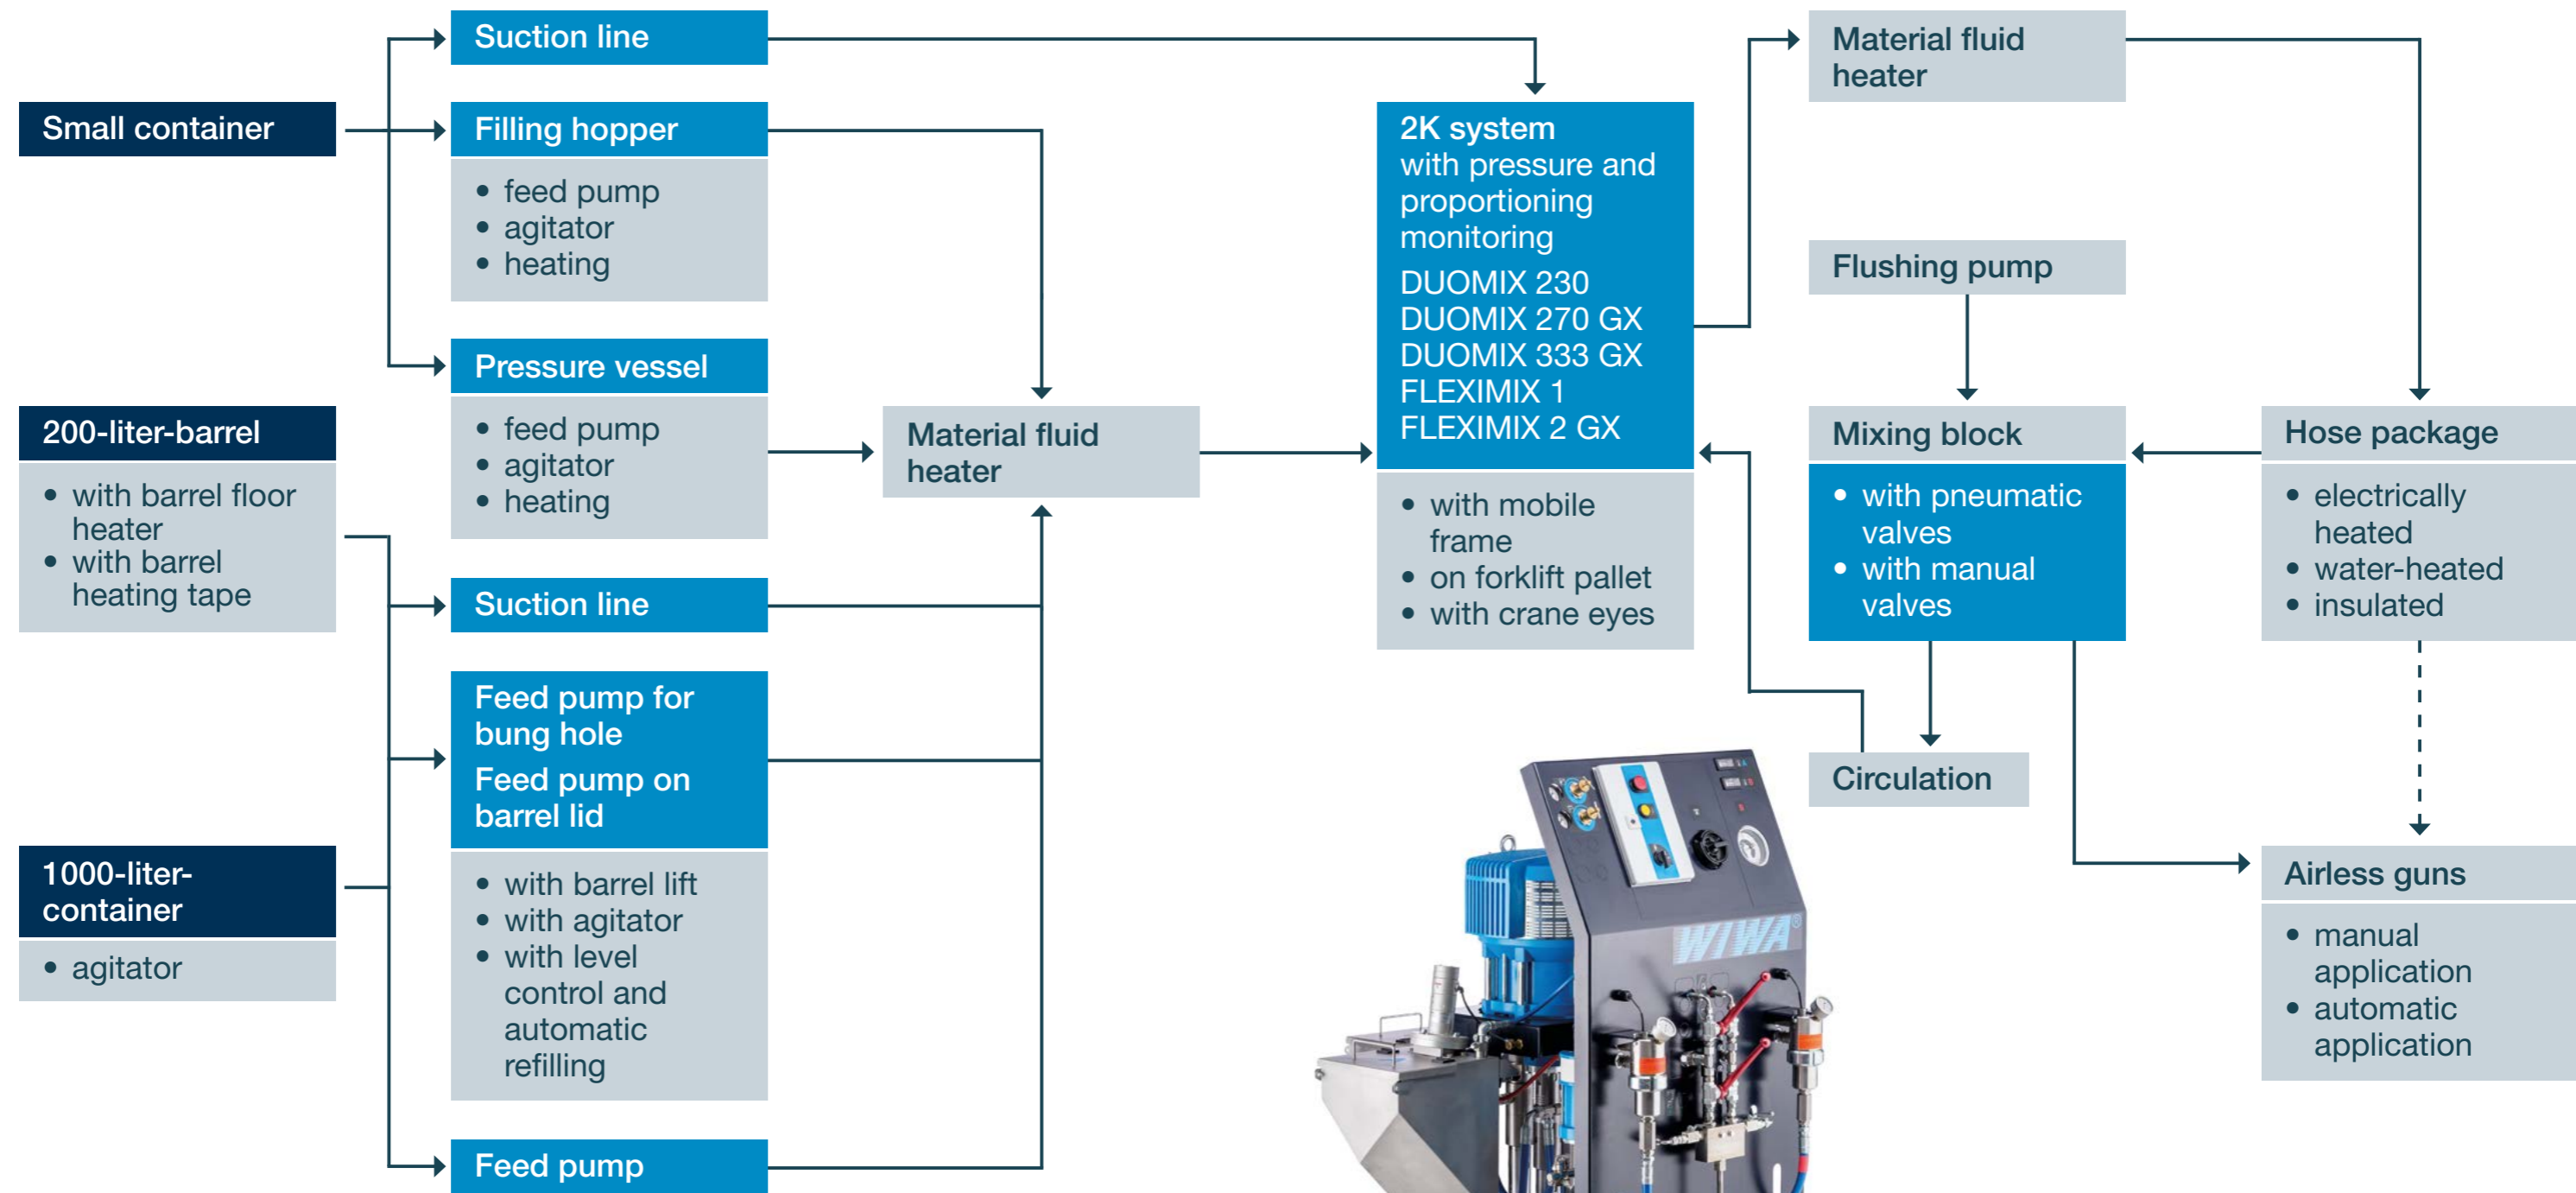 Small container
200-liter-barrel
• with barrel floor
heater
• with barrel
heating tape
1000-liter-
container
• agitator
Suction line
Filling hopper
• feed pump
• agitator
• heating
Pressure vessel
• feed pump
• agitator
• heating
Suction line
Feed pump for
bung hole
Feed pump on
barrel lid
• with barrel lift
• with agitator
• with level
control and
automatic
refilling
Feed pump
Material fluid
heater
2K system
with pressure and
proportioning
monitoring
DUOMIX 230
DUOMIX 270 GX
DUOMIX 333 GX
FLEXIMIX 1
FLEXIMIX 2 GX
• with mobile
frame
• on forklift pallet
• with crane eyes
Material fluid
heater
Flushing pump
Mixing block
• with pneumatic
valves
• with manual
valves
Circulation
Hose package
• electrically
heated
• water-heated
• insulated
Airless guns
• manual
application
• automatic
application
WIWA®